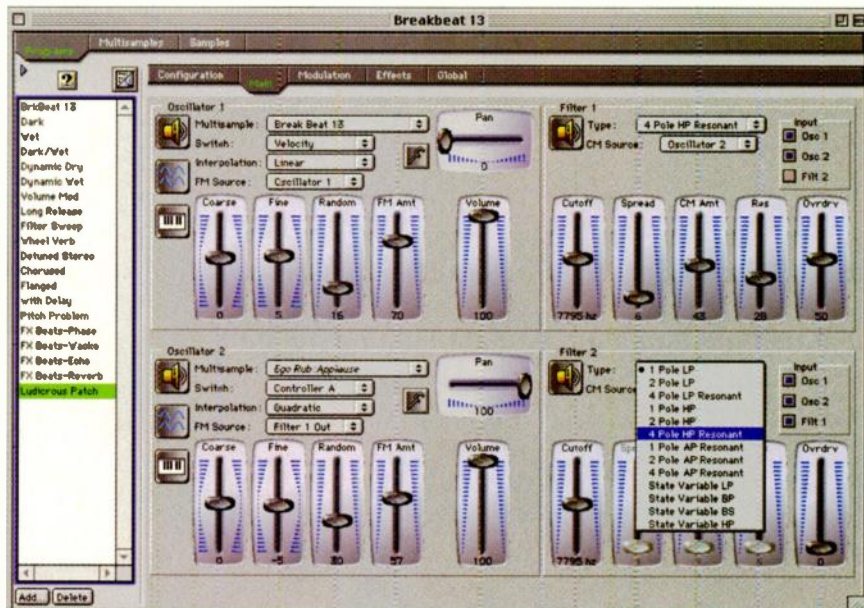 Breakbeat 13
Programs Multisamples Samples
Configuration Main Modulation Effects Global
BrkBeat 13
Dark
Wet
Dark/Wet
Dynamic Dry
Dynamic Wet
Volume Mod
Long Release
Filter Sweep
Wheel Verb
Detuned Stereo
Chorused
Flanged
with Delay
Pitch Problem
FX Beats-Phase
FX Beats-Wacko
FX Beats-Echo
FX Beats-Reverb
Ludicrous Patch
Add... Delete
Oscillator 1
Multisample: Break Beat 13
Switch: Velocity
Interpolation: Linear
FM Source: Oscillator 1
Pan
0
Coarse Fine Random FM Amt Volume
0 5 16 70 100
Filter 1
Type: 4 Pole HP Resonant
CM Source: Oscillator 2
Input
Osc 1
Osc 2
Filt 2
Cutoff Spread CM Amt Res Ovrdrv
7795 hz 6 43 28 50
Oscillator 2
Multisample: Ego Rub Applause
Switch: Controller A
Interpolation: Quadratic
FM Source: Filter 1 Out
Pan
100
Coarse Fine Random FM Amt Volume
0 -5 80 57 100
Filter 2
Type:
CM Source
1 Pole LP
2 Pole LP
4 Pole LP Resonant
1 Pole HP
2 Pole HP
4 Pole HP Resonant
1 Pole AP Resonant
2 Pole AP Resonant
4 Pole AP Resonant
State Variable LP
State Variable BP
State Variable BS
State Variable HP
Input
Osc 1
Osc 2
Filt 1
Cutoff Ovrdrv
7795 hz 0